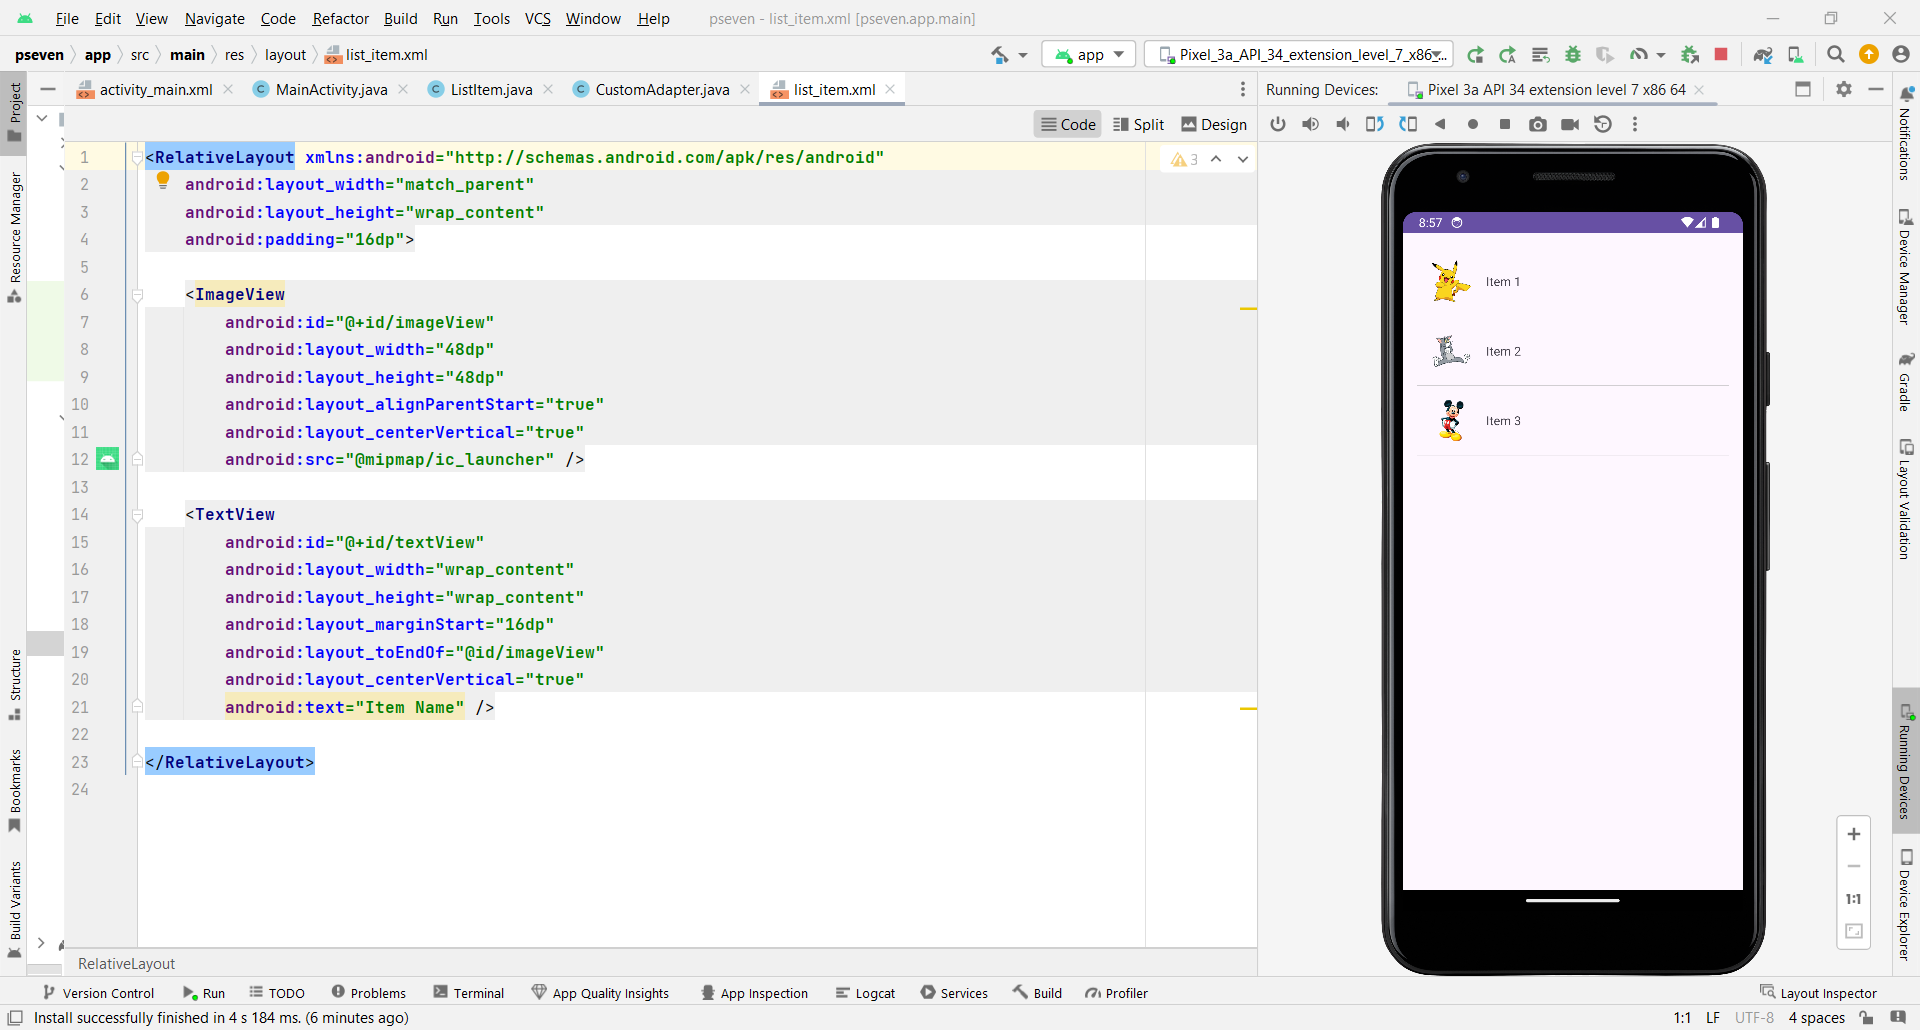 File Edit View Navigate Code Refactor Build Run Tools VCS Window Help pseven - list_item.xml [pseven.app.main]
pseven app src main res layout list_item.xml app Pixel_3a_API_34_extension_level_7_x86_...
activity_main.xml MainActivity.java ListItem.java CustomAdapter.java list_item.xml Running Devices: Pixel 3a API 34 extension level 7 x86 64
Code Split Design
1 <RelativeLayout xmlns:android="http://schemas.android.com/apk/res/android" 3
2 android:layout_width="match_parent"
3 android:layout_height="wrap_content"
4 android:padding="16dp">
5
6 <ImageView
7 android:id="@+id/imageView"
8 android:layout_width="48dp"
9 android:layout_height="48dp"
10 android:layout_alignParentStart="true"
11 android:layout_centerVertical="true"
12 android:src="@mipmap/ic_launcher" />
13
14 <TextView
15 android:id="@+id/textView"
16 android:layout_width="wrap_content"
17 android:layout_height="wrap_content"
18 android:layout_marginStart="16dp"
19 android:layout_toEndOf="@id/imageView"
20 android:layout_centerVertical="true"
21 android:text="Item Name" />
22
23 </RelativeLayout>
24
RelativeLayout
8:57
Item 1
Item 2
Item 3
1:1
Project
Resource Manager
Structure
Bookmarks
Build Variants
Notifications
Device Manager
Gradle
Layout Validation
Running Devices
Device Explorer
Version Control Run TODO Problems Terminal App Quality Insights App Inspection Logcat Services Build Profiler Layout Inspector
Install successfully finished in 4 s 184 ms. (6 minutes ago) 1:1 LF UTF-8 4 spaces